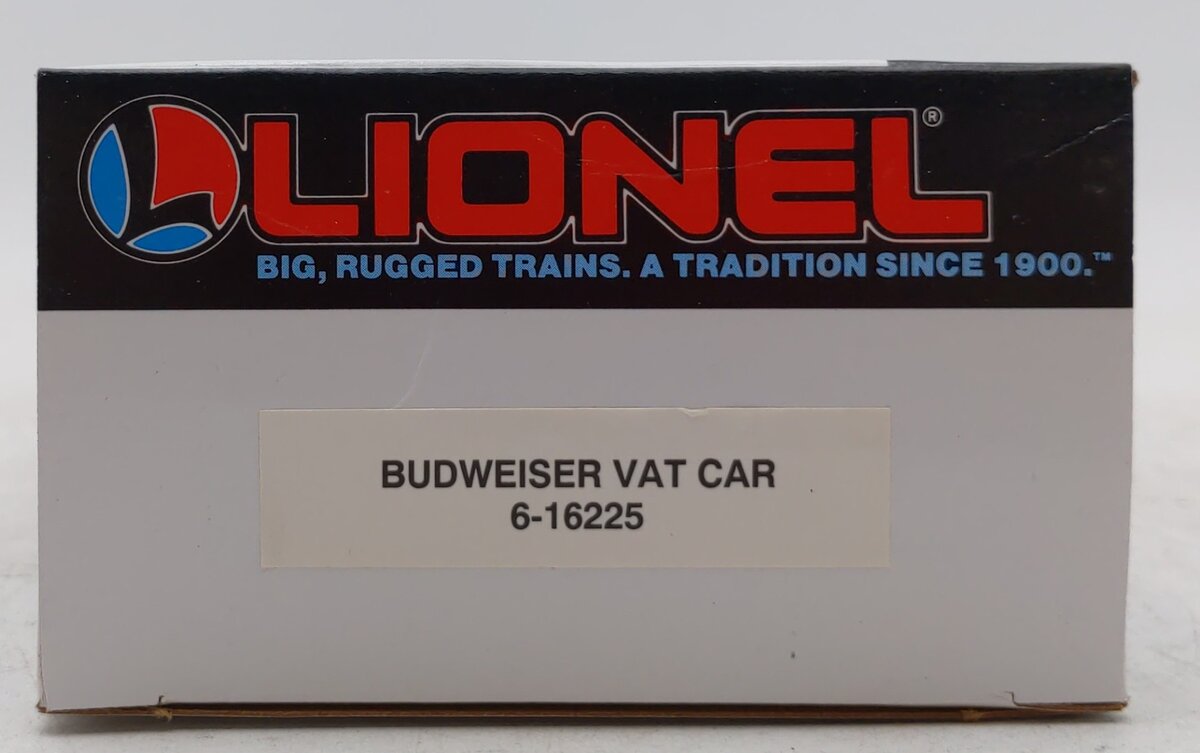 LIONEL®
BIG, RUGGED TRAINS. A TRADITION SINCE 1900.™
BUDWEISER VAT CAR
6-16225